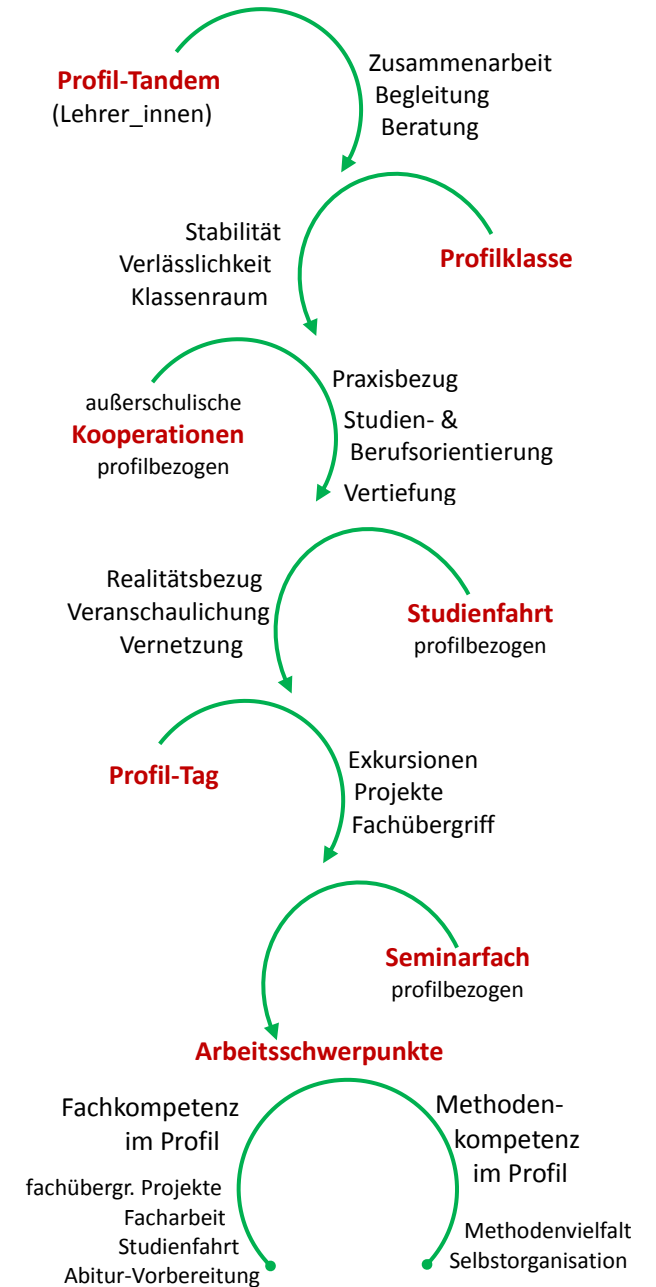 Profil-Tandem
(Lehrer_innen)
Zusammenarbeit
Begleitung
Beratung
Stabilität
Verlässlichkeit
Klassenraum
Profilklasse
außerschulische
Kooperationen
profilbezogen
Praxisbezug
Studien- &
Berufsorientierung
Vertiefung
Realitätsbezug
Veranschaulichung
Vernetzung
Studienfahrt
profilbezogen
Profil-Tag
Exkursionen
Projekte
Fachübergriff
Seminarfach
profilbezogen
Arbeitsschwerpunkte
Fachkompetenz
im Profil
fachübergr. Projekte
Facharbeit
Studienfahrt
Abitur-Vorbereitung
Methoden-
kompetenz
im Profil
Methodenvielfalt
Selbstorganisation